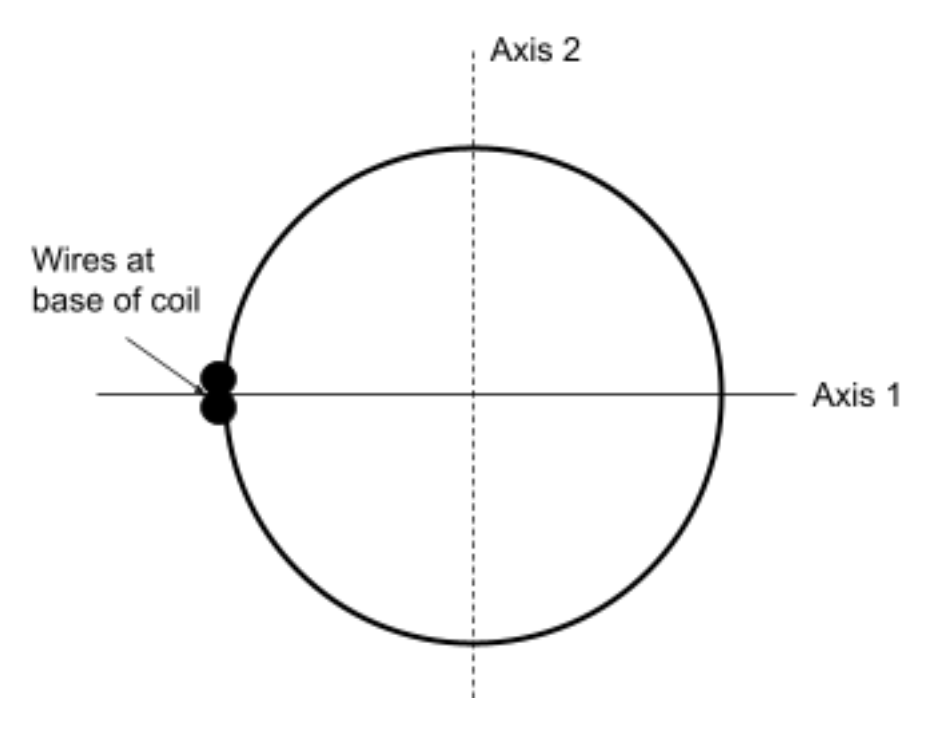 Axis 2
Wires at
base of coil
Axis 1